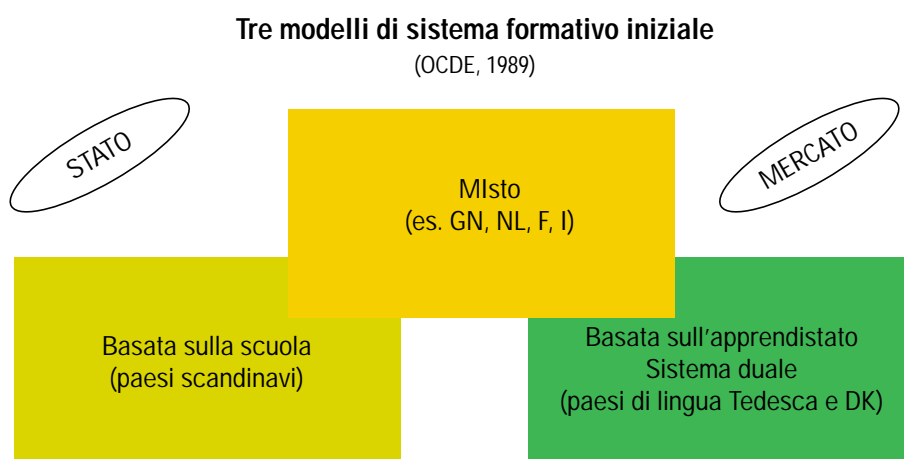 Tre modelli di sistema formativo iniziale
(OCDE, 1989)
STATO
MERCATO
MIsto
(es. GN, NL, F, I)
Basata sulla scuola
(paesi scandinavi)
Basata sull'apprendistato
Sistema duale
(paesi di lingua Tedesca e DK)